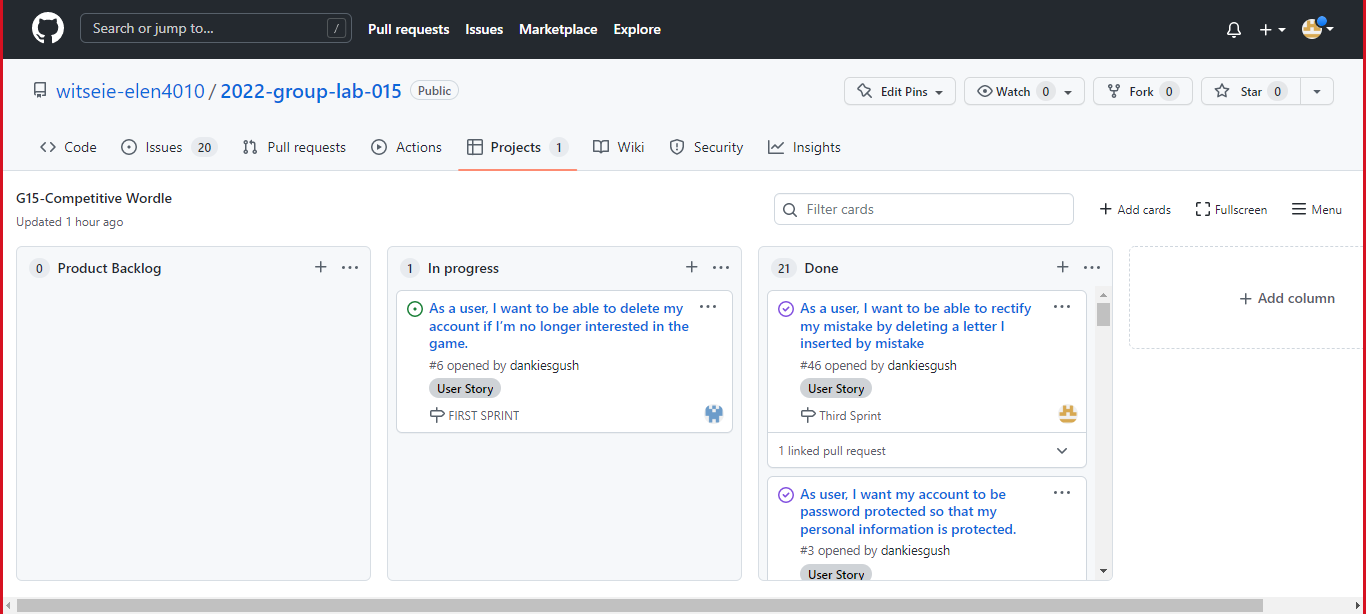 Search or jump to... /
Pull requests Issues Marketplace Explore
witseie-elen4010 / 2022-group-lab-015 Public
Edit Pins Watch 0 Fork 0 Star 0
Code Issues 20 Pull requests Actions Projects 1 Wiki Security Insights
G15-Competitive Wordle
Updated 1 hour ago
Filter cards
Add cards Fullscreen Menu
0 Product Backlog
1 In progress
As a user, I want to be able to delete my
account if I'm no longer interested in the
game.
#6 opened by dankiesgush
User Story
FIRST SPRINT
21 Done
As a user, I want to be able to rectify
my mistake by deleting a letter I
inserted by mistake
#46 opened by dankiesgush
User Story
Third Sprint
1 linked pull request
As user, I want my account to be
password protected so that my
personal information is protected.
#3 opened by dankiesgush
User Story
Add column